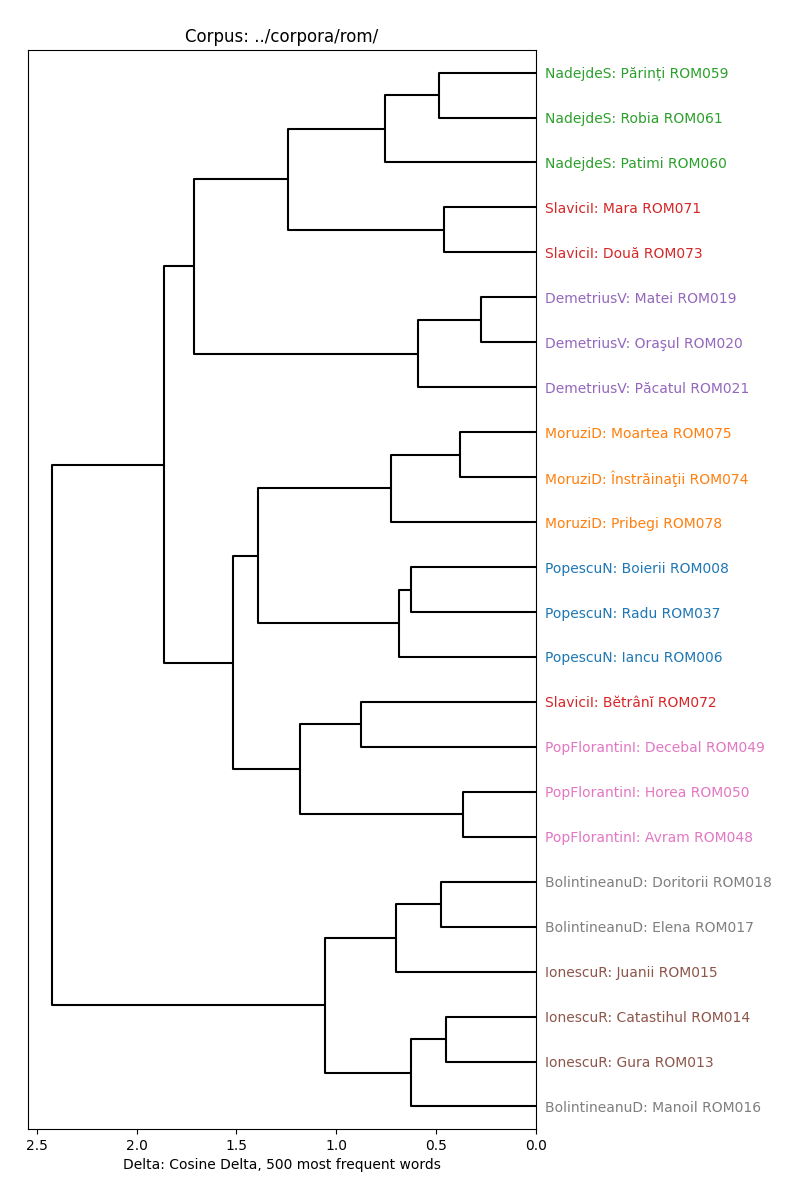 Corpus: ../corpora/rom/
NadejdeS: Părinți ROM059
NadejdeS: Robia ROM061
NadejdeS: Patimi ROM060
SlaviciI: Mara ROM071
SlaviciI: Două ROM073
DemetriusV: Matei ROM019
DemetriusV: Oraşul ROM020
DemetriusV: Păcatul ROM021
MoruziD: Moartea ROM075
MoruziD: Înstrăinaţii ROM074
MoruziD: Pribegi ROM078
PopescuN: Boierii ROM008
PopescuN: Radu ROM037
PopescuN: Iancu ROM006
SlaviciI: Bĕtrânĭ ROM072
PopFlorantinI: Decebal ROM049
PopFlorantinI: Horea ROM050
PopFlorantinI: Avram ROM048
BolintineanuD: Doritorii ROM018
BolintineanuD: Elena ROM017
IonescuR: Juanii ROM015
IonescuR: Catastihul ROM014
IonescuR: Gura ROM013
BolintineanuD: Manoil ROM016
2.5 2.0 1.5 1.0 0.5 0.0
Delta: Cosine Delta, 500 most frequent words